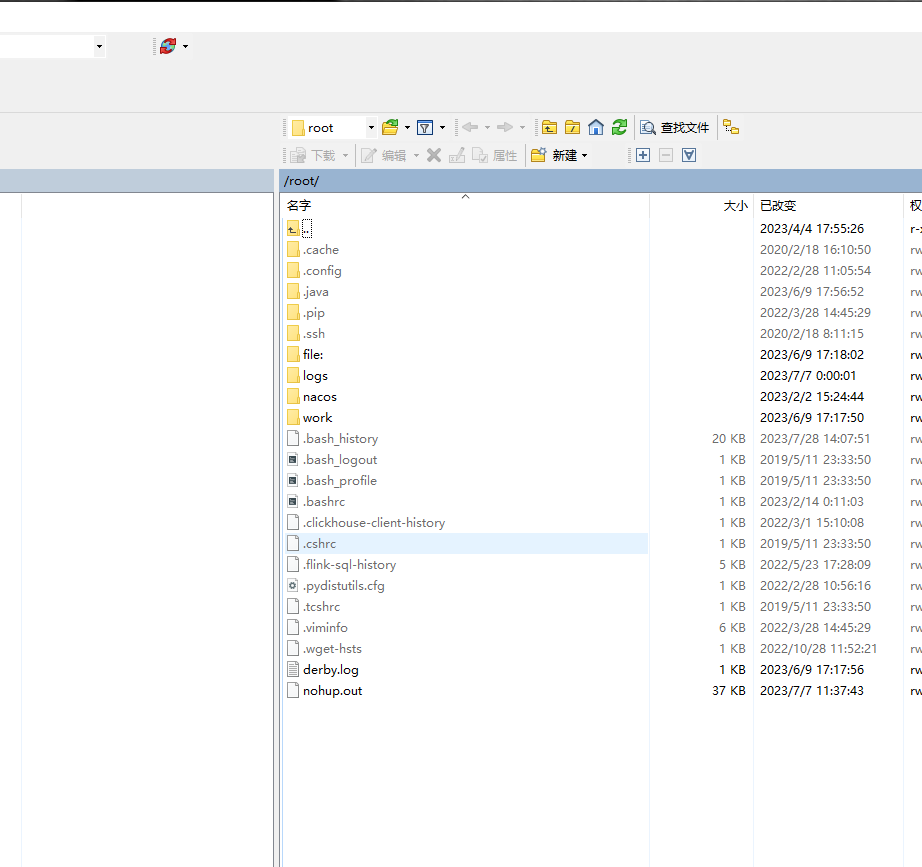 root
查找文件
下载 编辑 属性 新建
/root/
名字 大小 已改变
.. 2023/4/4 17:55:26
.cache 2020/2/18 16:10:50 rw
.config 2022/2/28 11:05:54 rw
.java 2023/6/9 17:56:52 rw
.pip 2022/3/28 14:45:29 rw
.ssh 2020/2/18 8:11:15 rw
file: 2023/6/9 17:18:02 rw
logs 2023/7/7 0:00:01 rw
nacos 2023/2/2 15:24:44 rw
work 2023/6/9 17:17:50 rw
.bash_history 20 KB 2023/7/28 14:07:51 rw
.bash_logout 1 KB 2019/5/11 23:33:50 rw
.bash_profile 1 KB 2019/5/11 23:33:50 rw
.bashrc 1 KB 2023/2/14 0:11:03 rw
.clickhouse-client-history 1 KB 2022/3/1 15:10:08 rw
.cshrc 1 KB 2019/5/11 23:33:50 rw
.flink-sql-history 5 KB 2022/5/23 17:28:09 rw
.pydistutils.cfg 1 KB 2022/2/28 10:56:16 rw
.tcshrc 1 KB 2019/5/11 23:33:50 rw
.viminfo 6 KB 2022/3/28 14:45:29 rw
.wget-hsts 1 KB 2022/10/28 11:52:21 rw
derby.log 1 KB 2023/6/9 17:17:56 rw
nohup.out 37 KB 2023/7/7 11:37:43 rw